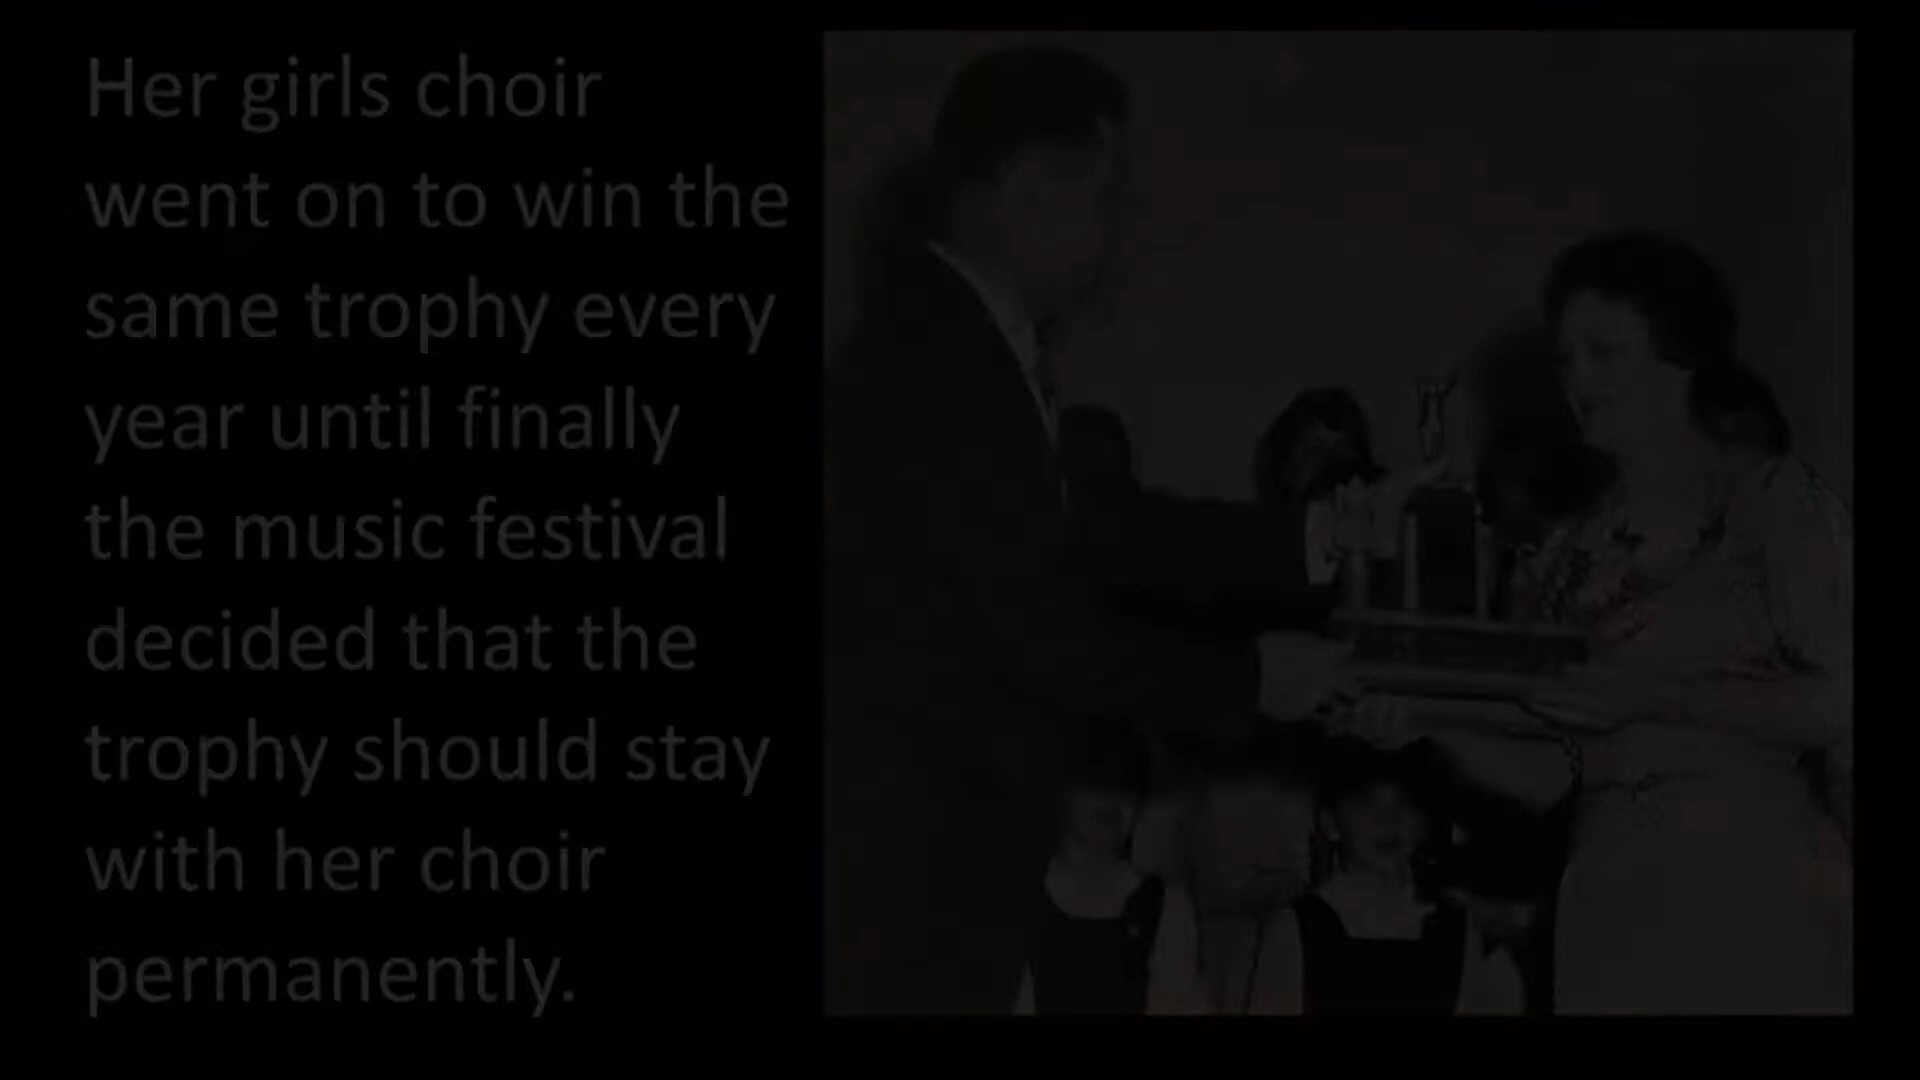 Her girls choir
went on to win the
same trophy every
year until finally
the music festival
decided that the
trophy should stay
with her choir
permanently.